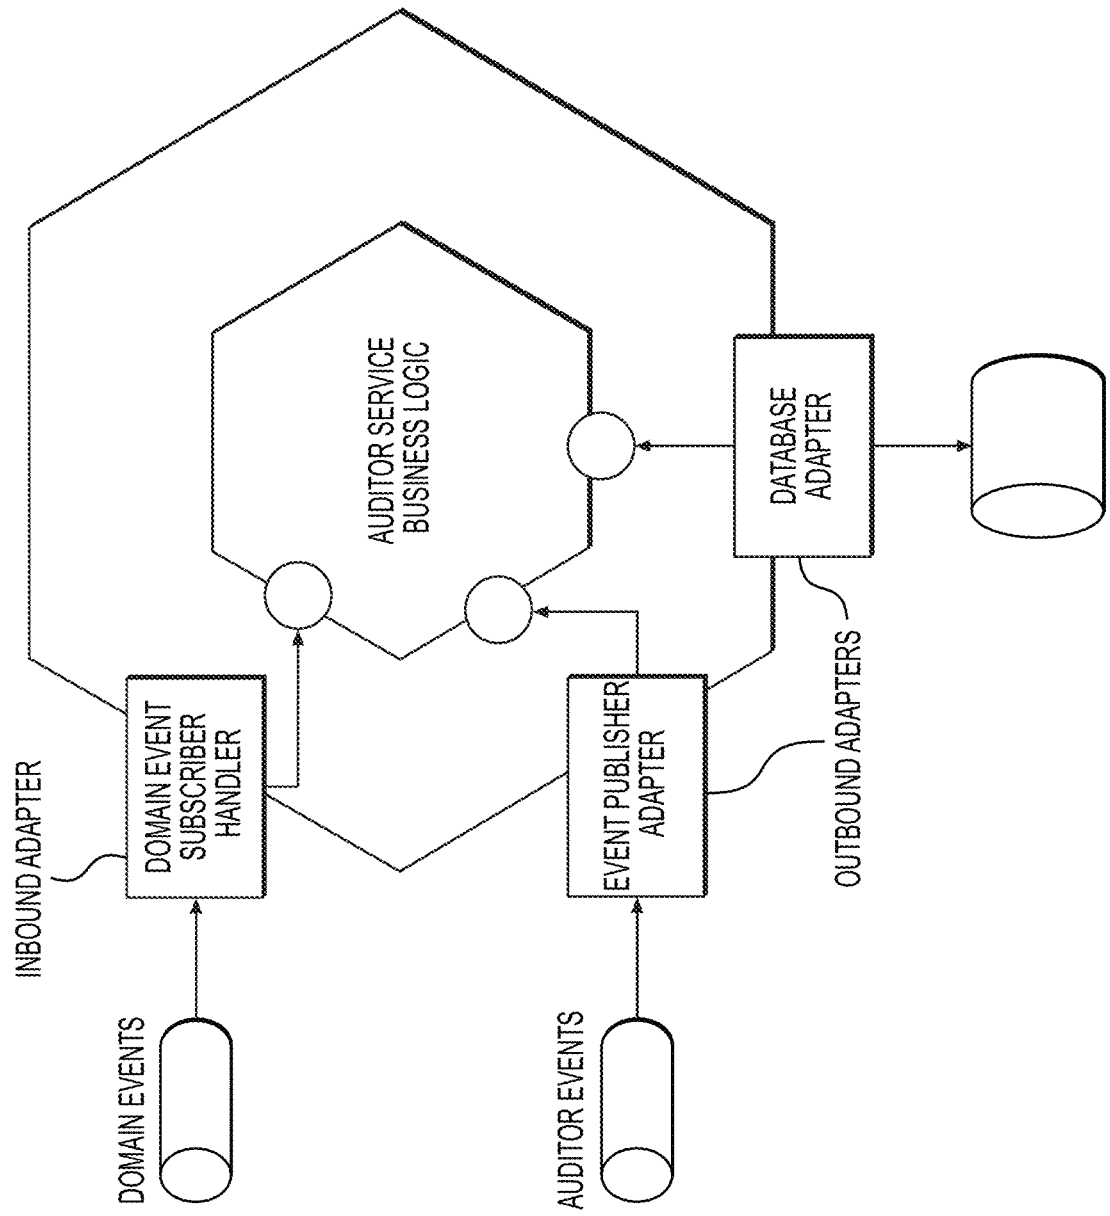 INBOUND ADAPTER
DOMAIN EVENTS
DOMAIN EVENT
SUBSCRIBER
HANDLER
AUDITOR SERVICE
BUSINESS LOGIC
AUDITOR EVENTS
EVENT PUBLISHER
ADAPTER
DATABASE
ADAPTER
OUTBOUND ADAPTERS